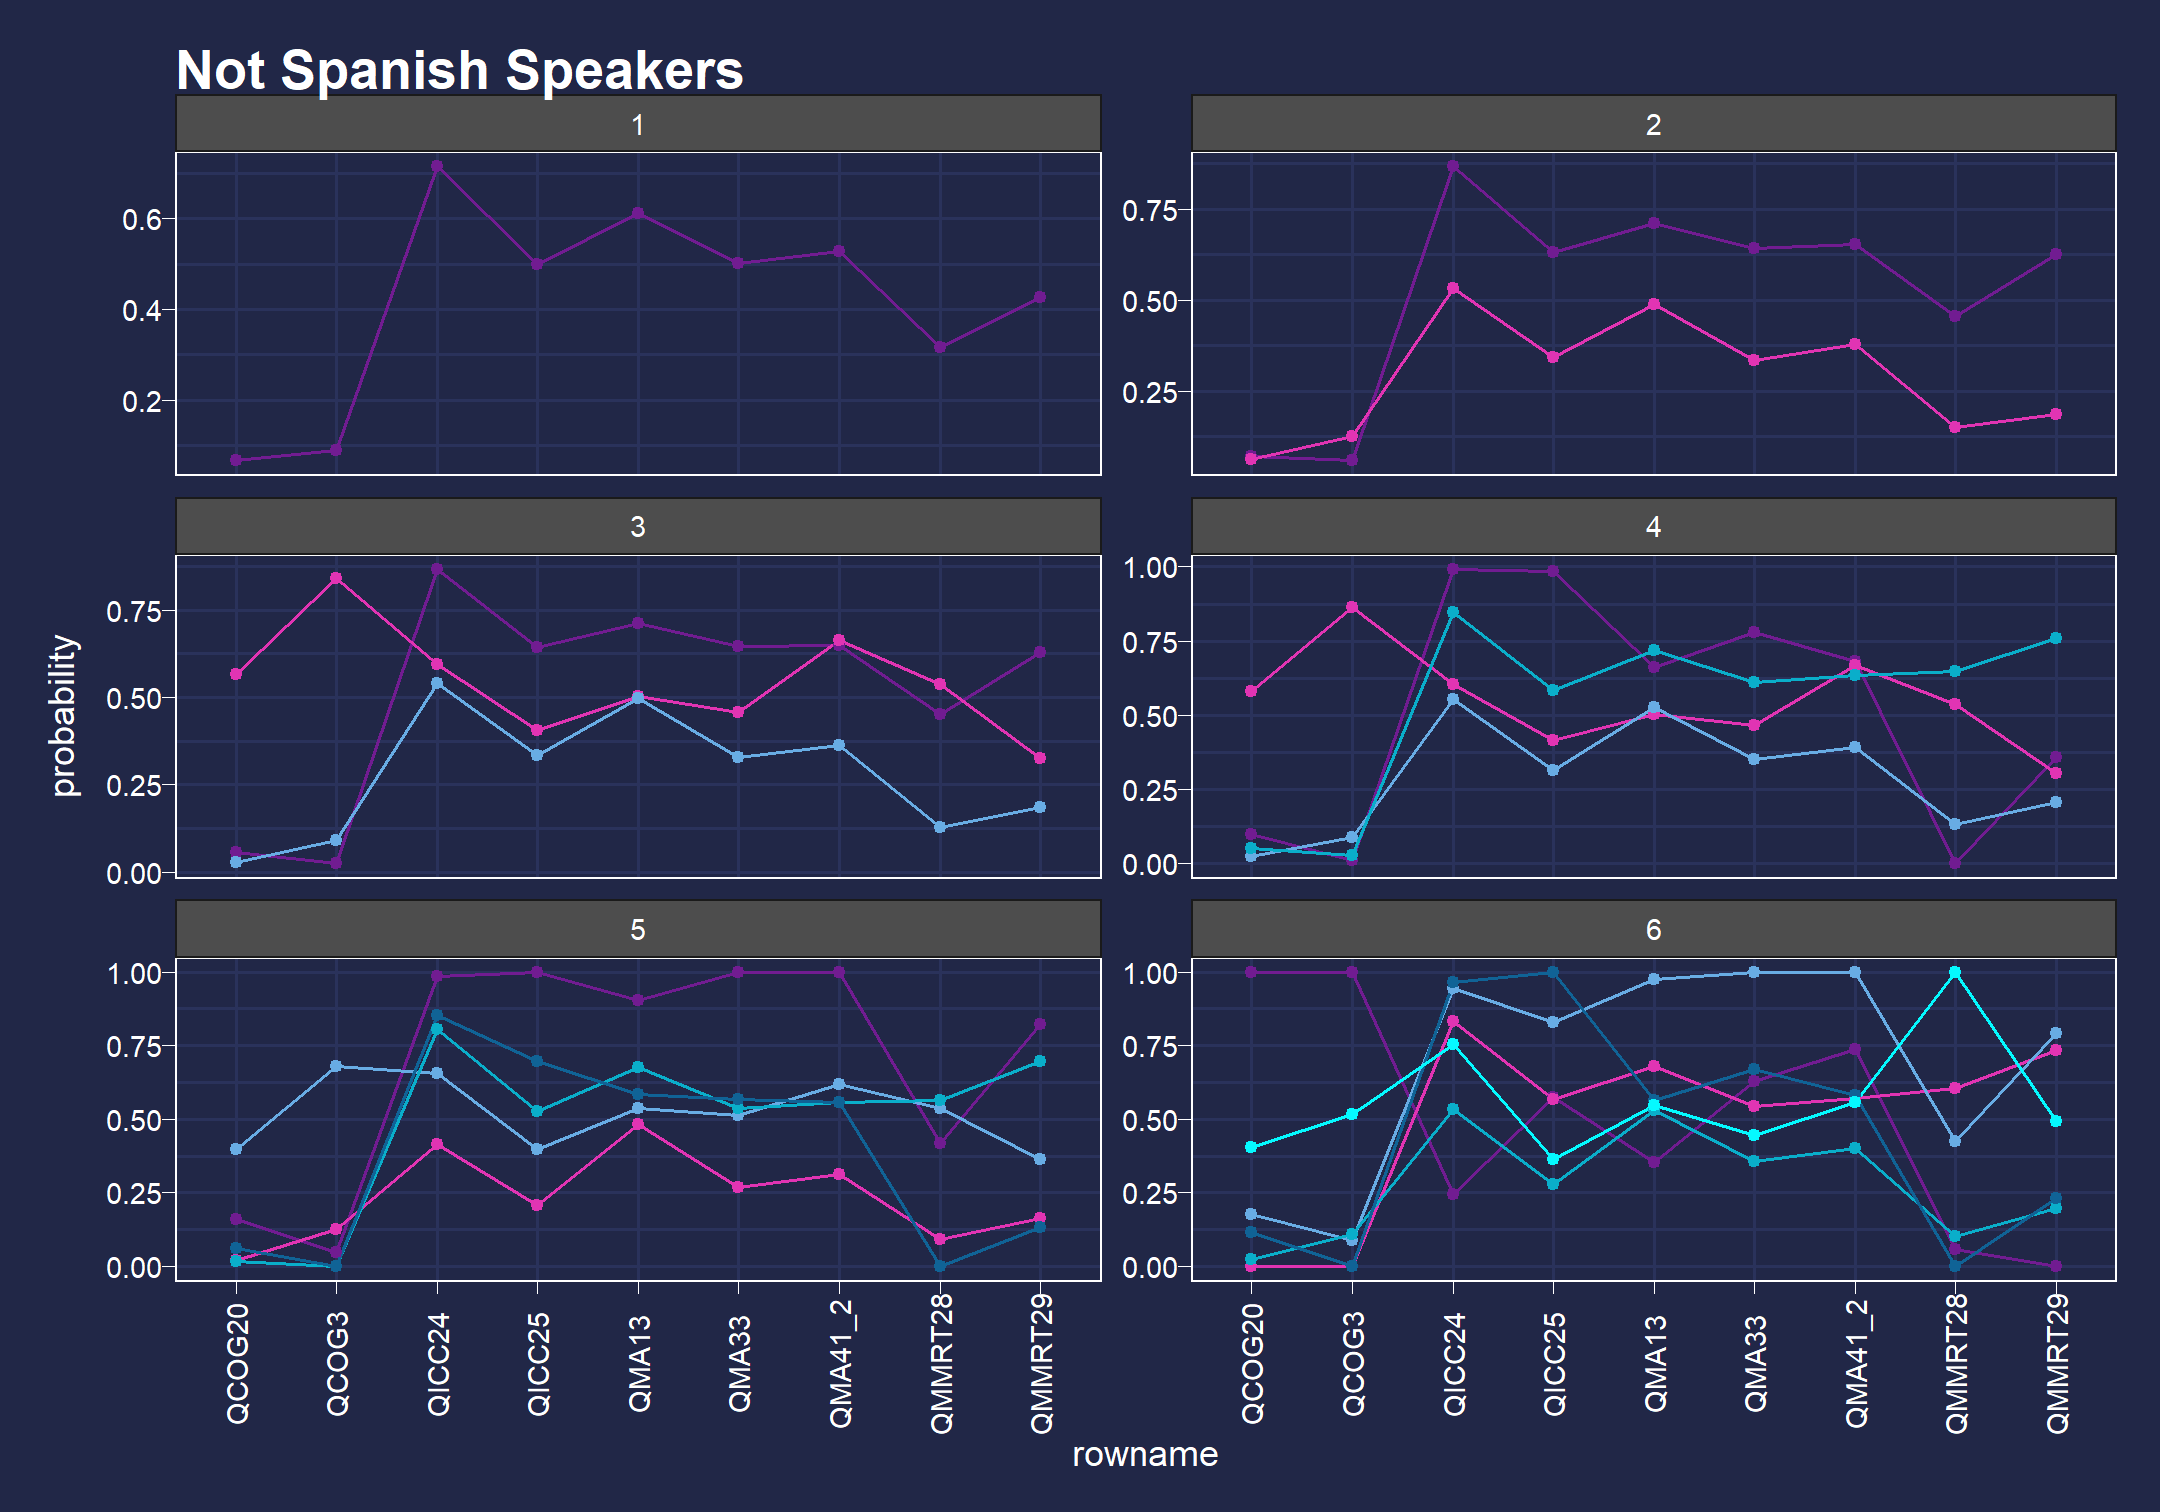 Not Spanish Speakers
1
2
0.6
0.4
0.2
0.75
0.50
0.25
3
4
probability
0.75
0.50
0.25
0.00
1.00
0.75
0.50
0.25
0.00
5
6
1.00
0.75
0.50
0.25
0.00
1.00
0.75
0.50
0.25
0.00
QCOG20
QCOG3
QICC24
QICC25
QMA13
QMA33
QMA41_2
QMMRT28
QMMRT29
QCOG20
QCOG3
QICC24
QICC25
QMA13
QMA33
QMA41_2
QMMRT28
QMMRT29
rowname